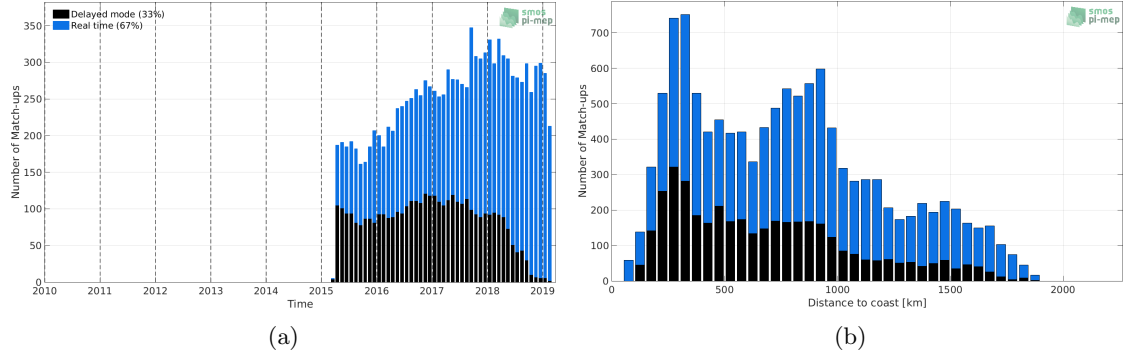 Delayed mode (33%)
Real time (67%)
smos
pi-mep
350
300
250
200
150
100
50
0
Number of Match-ups
2010 2011 2012 2013 2014 2015 2016 2017 2018 2019
Time
(a)
smos
pi-mep
700
600
500
400
300
200
100
0
Number of Match-ups
0 500 1000 1500 2000
Distance to coast [km]
(b)